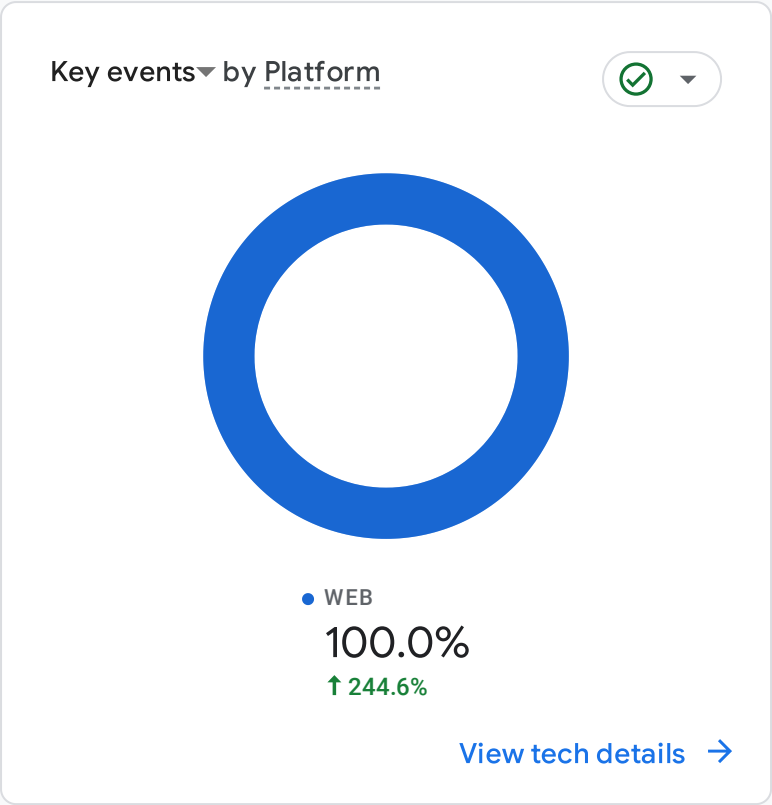 Key events by Platform
WEB
100.0%
↑ 244.6%
View tech details →